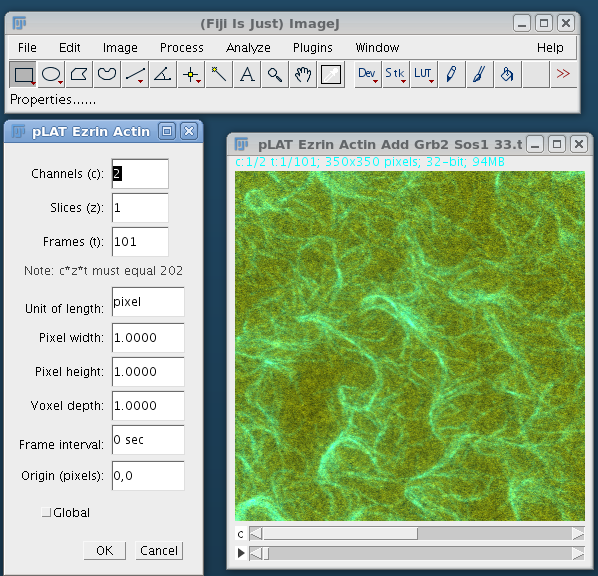 (Fiji Is Just) ImageJ
File Edit Image Process Analyze Plugins Window Help
A Dev Stk LUT >>
Properties......
pLAT Ezrin Actin
Channels (c): 2
Slices (z): 1
Frames (t): 101
Note: c*z*t must equal 202
Unit of length: pixel
Pixel width: 1.0000
Pixel height: 1.0000
Voxel depth: 1.0000
Frame interval: 0 sec
Origin (pixels): 0,0
Global
OK Cancel
pLAT Ezrin Actin Add Grb2 Sos1 33.t
c:1/2 t:1/101; 350x350 pixels; 32-bit; 94MB
c